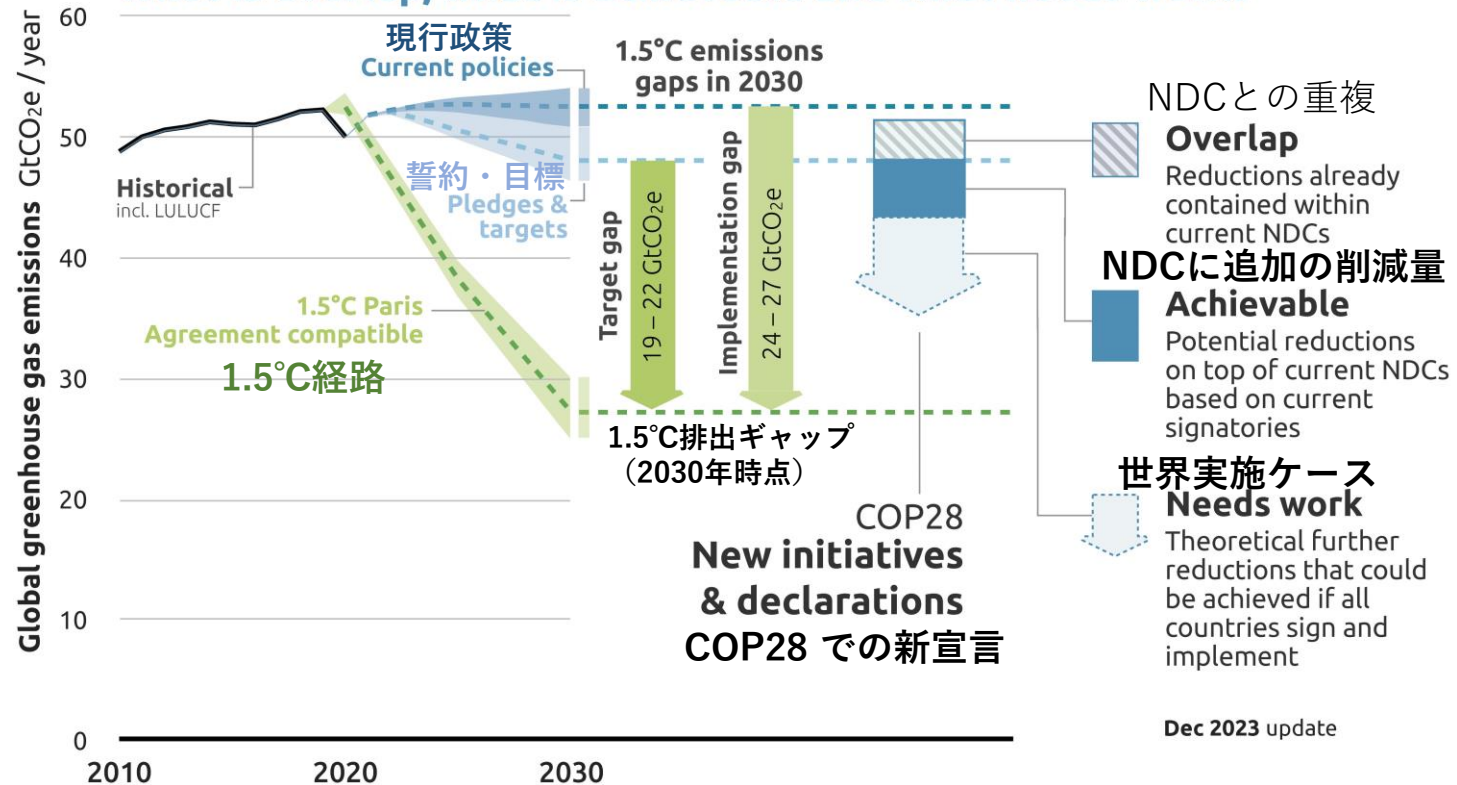 Global greenhouse gas emissions GtCO₂e / year
60
50
40
30
20
10
0
2010
2020
2030
Historical
incl. LULUCF
現行政策
Current policies
誓約・目標
Pledges &
targets
1.5°C Paris
Agreement compatible
1.5℃経路
1.5°C emissions
gaps in 2030
Target gap
19 – 22 GtCO₂e
Implementation gap
24 – 27 GtCO₂e
1.5℃排出ギャップ
（2030年時点）
COP28
New initiatives
& declarations
COP28 での新宣言
NDCとの重複
Overlap
Reductions already
contained within
current NDCs
NDCに追加の削減量
Achievable
Potential reductions
on top of current NDCs
based on current
signatories
世界実施ケース
Needs work
Theoretical further
reductions that could
be achieved if all
countries sign and
implement
Dec 2023 update